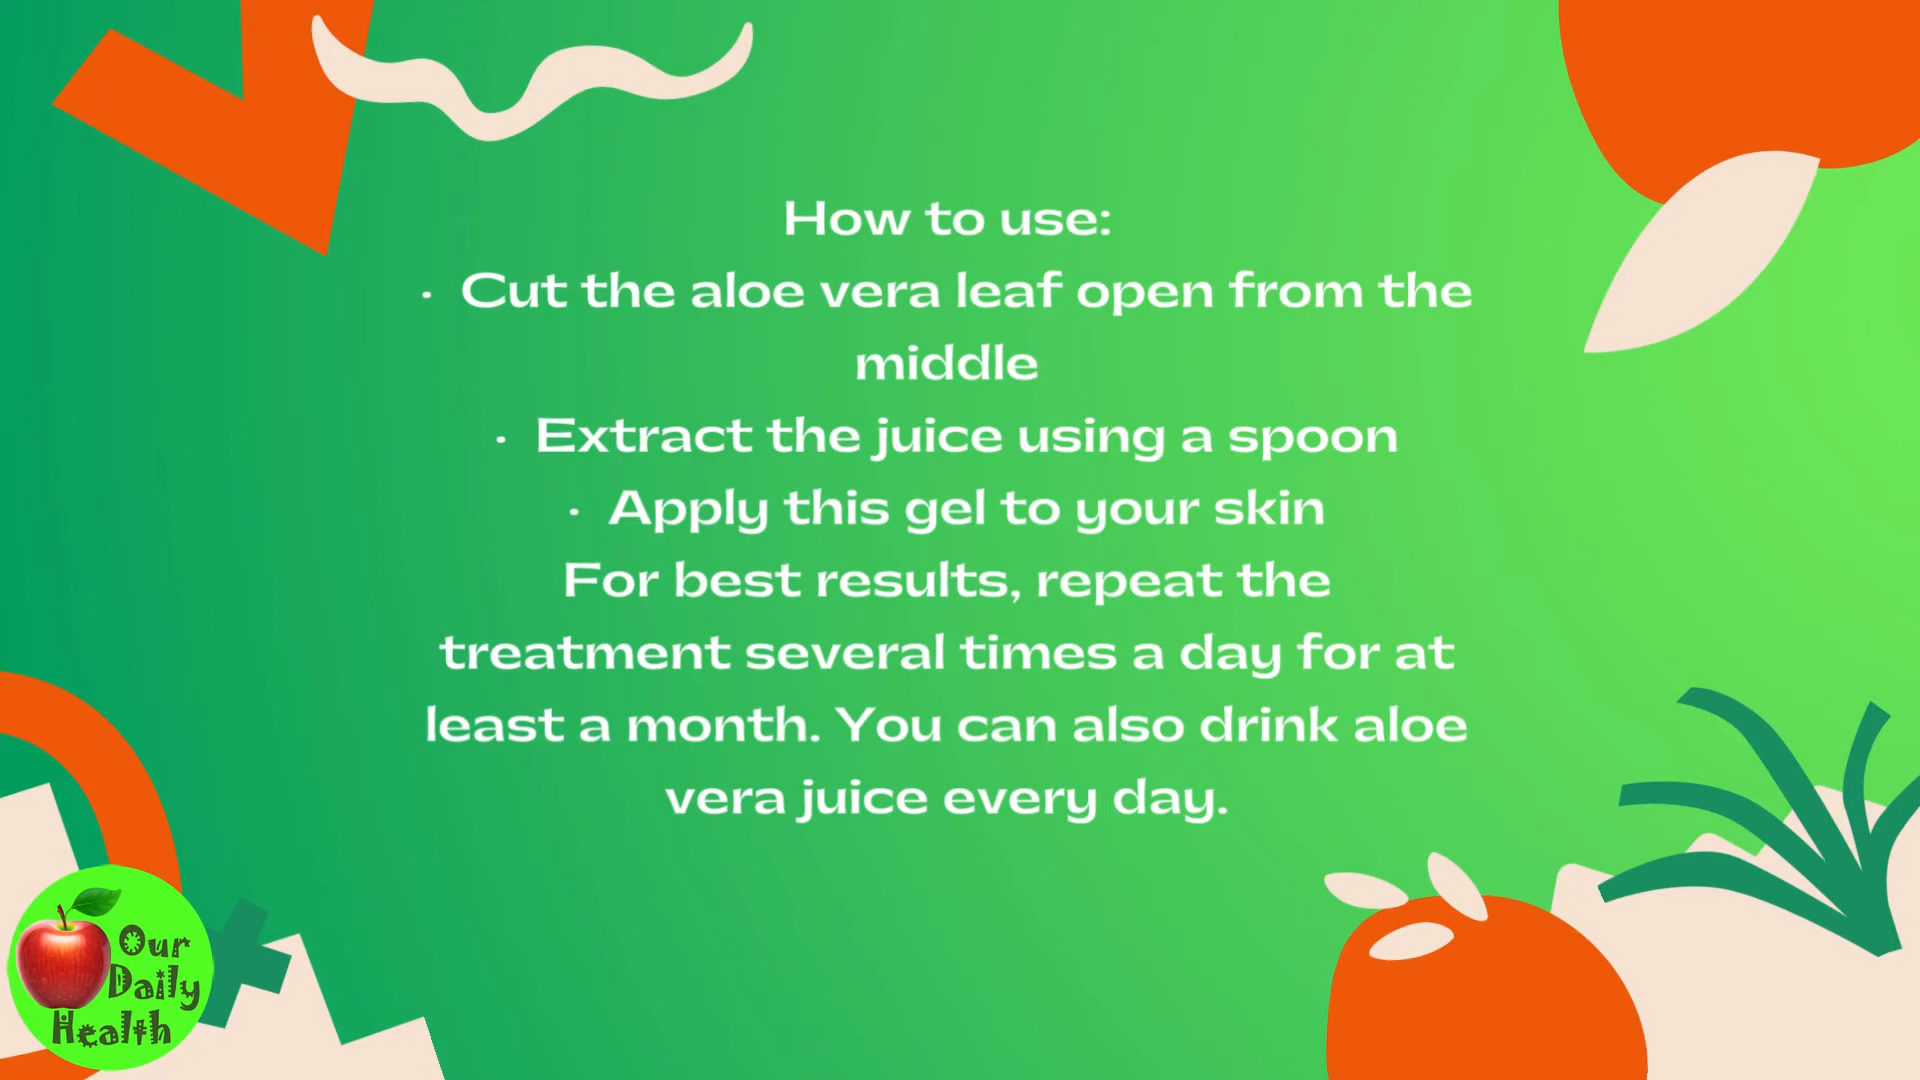 How to use:
· Cut the aloe vera leaf open from the
middle
· Extract the juice using a spoon
· Apply this gel to your skin
For best results, repeat the
treatment several times a day for at
least a month. You can also drink aloe
vera juice every day.
Our
Daily
Health